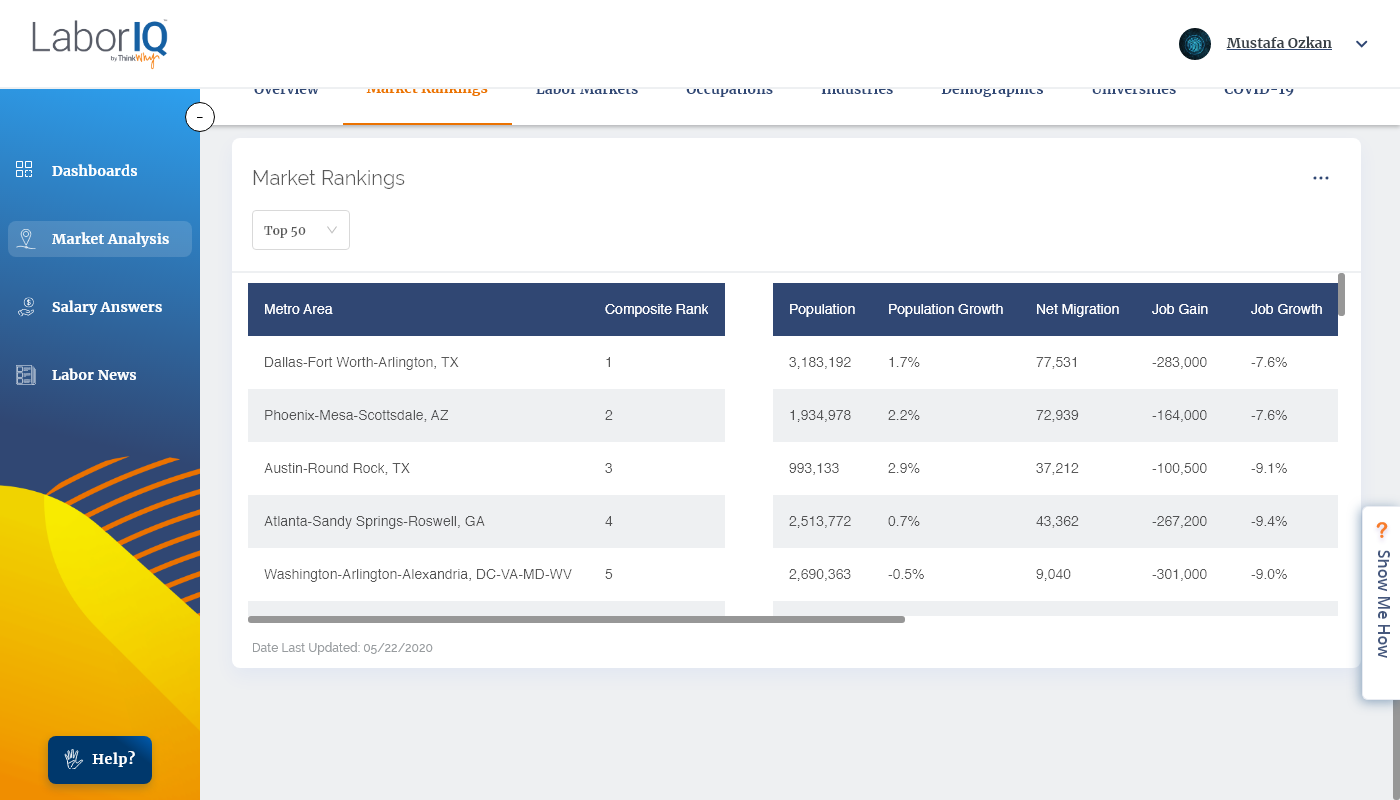 LaborIQ
by ThinkWhy
Mustafa Ozkan
Overview Market Rankings Labor Markets Occupations Industries Demographics Universities COVID-19
-
Dashboards
Market Analysis
Salary Answers
Labor News
Help?
Market Rankings
...
Top 50
Metro Area Composite Rank Population Population Growth Net Migration Job Gain Job Growth
Dallas-Fort Worth-Arlington, TX 1 3,183,192 1.7% 77,531 -283,000 -7.6%
Phoenix-Mesa-Scottsdale, AZ 2 1,934,978 2.2% 72,939 -164,000 -7.6%
Austin-Round Rock, TX 3 993,133 2.9% 37,212 -100,500 -9.1%
Atlanta-Sandy Springs-Roswell, GA 4 2,513,772 0.7% 43,362 -267,200 -9.4%
Washington-Arlington-Alexandria, DC-VA-MD-WV 5 2,690,363 -0.5% 9,040 -301,000 -9.0%
Date Last Updated: 05/22/2020
? Show Me How